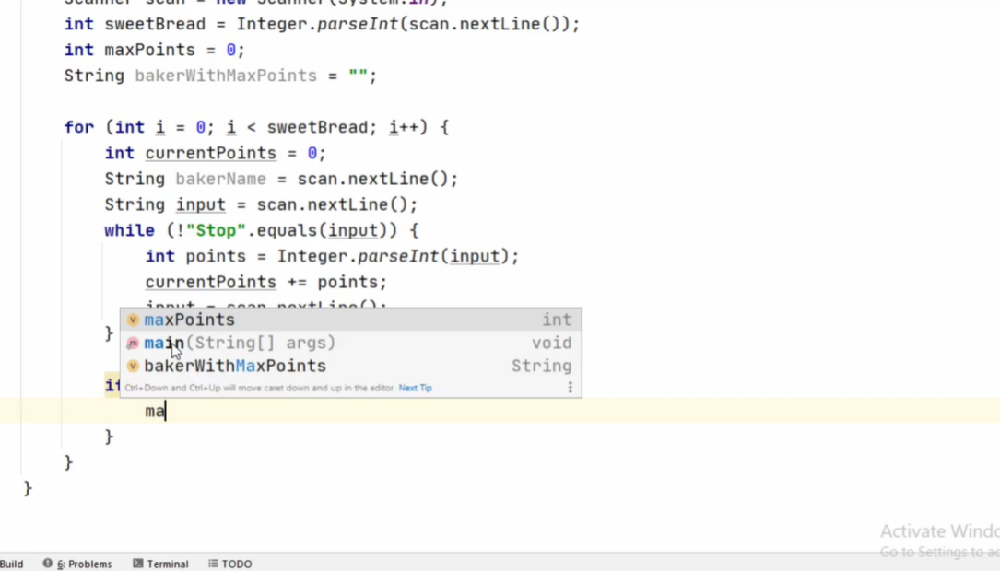 Scanner scan = new Scanner(System.in);
int sweetBread = Integer.parseInt(scan.nextLine());
int maxPoints = 0;
String bakerWithMaxPoints = "";
for (int i = 0; i < sweetBread; i++) {
int currentPoints = 0;
String bakerName = scan.nextLine();
String input = scan.nextLine();
while (!"Stop".equals(input)) {
int points = Integer.parseInt(input);
currentPoints += points;
input = scan.nextLine();
}
maxPoints int
main(String[] args) void
bakerWithMaxPoints String
if
Ctrl+Down and Ctrl+Up will move caret down and up in the editor Next Tip
ma
}
}
}
Activate Windo
Go to Settings to ac
Build 6: Problems Terminal TODO